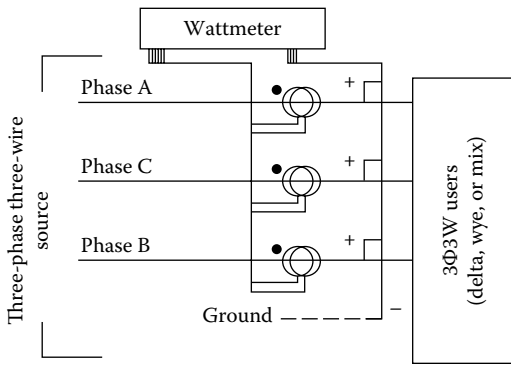 Wattmeter
Phase A
+
Phase C
+
Phase B
+
Ground
−
Three-phase three-wire
source
3Φ3W users
(delta, wye, or mix)